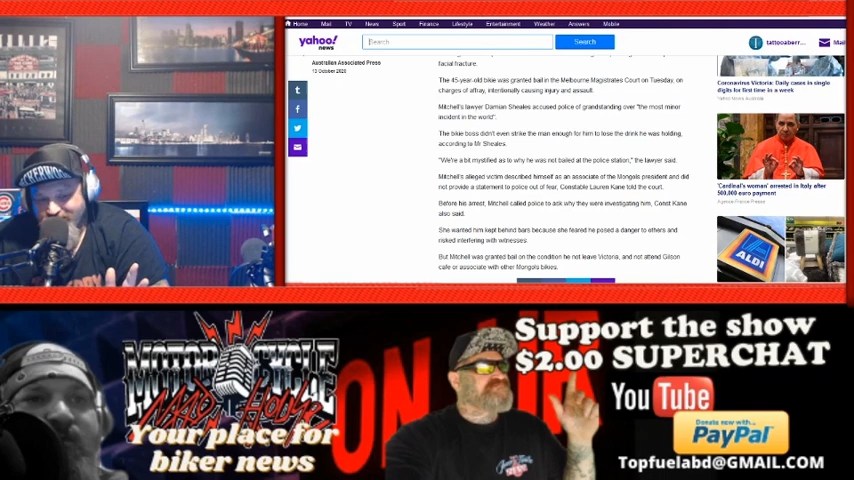 Home Mail TV News Sport Finance Lifestyle Entertainment Weather Answers Mobile
yahoo!
news
Search
Search
tattooaberr...
Mail
Australian Associated Press
13 October 2020
facial fracture.
The 45-year-old bikie was granted bail in the Melbourne Magistrates Court on Tuesday, on
charges of affray, intentionally causing injury and assault.
Mitchell's lawyer Damian Sheales accused police of grandstanding over "the most minor
incident in the world".
The bikie boss didn't even strike the man enough for him to lose the drink he was holding,
according to Mr Sheales.
"We're a bit mystified as to why he was not bailed at the police station," the lawyer said.
Mitchell's alleged victim described himself as an associate of the Mongols president and did
not provide a statement to police out of fear, Constable Lauren Kane told the court.
Before his arrest, Mitchell called police to ask why they were investigating him, Const Kane
also said.
She wanted him kept behind bars because she feared he posed a danger to others and
risked interfering with witnesses.
But Mitchell was granted bail on the condition he not leave Victoria, and not attend Gilson
cafe or associate with other Mongols bikies.
Coronavirus Victoria: Daily cases in single
digits for first time in a week
Yahoo News Australia
'Cardinal's woman' arrested in Italy after
500,000 euro payment
Agence France Presse
ALDI
MOTORCYCLE
MAD HOUSE
Your place for
biker news
ON AIR
Support the show
$2.00 SUPERCHAT
YouTube
Donate now with...
PayPal
Topfuelabd@GMAIL.COM